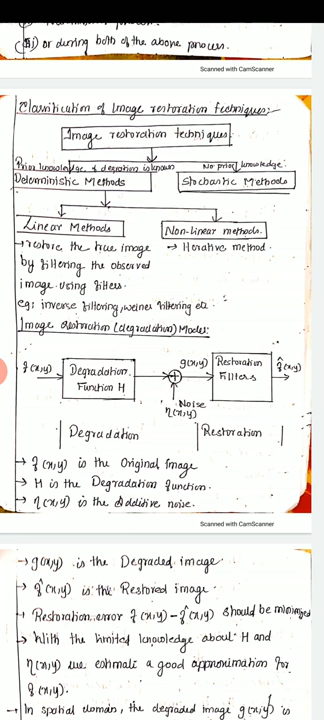 (iii) or during both of the above process.
Scanned with CamScanner
Classification of Image restoration techniques:-
Image restoration techniques
Prior knowledge of degration is known
No prior knowledge:
Deterministic Methods
Stochastic Methods
Linear Methods
Non-linear methods.
→ restore the true image
→ Iterative method.
by filtering the observed
image using filters.
eg: inverse filtering, weiner filtering etc.
Image restoration (degradation) Model:
f(x,y)
Degradation Function H
g(x,y)
Restoration Filters
f̂(x,y)
Noise
η(x,y)
Degradation
Restoration
→ f(x,y) is the Original Image
→ H is the Degradation function.
→ η(x,y) is the Additive noise.
Scanned with CamScanner
→ g(x,y) is the Degraded image
→ f̂(x,y) is the Restored image.
→ Restoration error f(x,y) - f̂(x,y) should be minimized
→ With the limited knowledge about H and
η(x,y) we estimate a good approximation for
f(x,y).
→ In spatial domain, the degraded image g(x,y) is